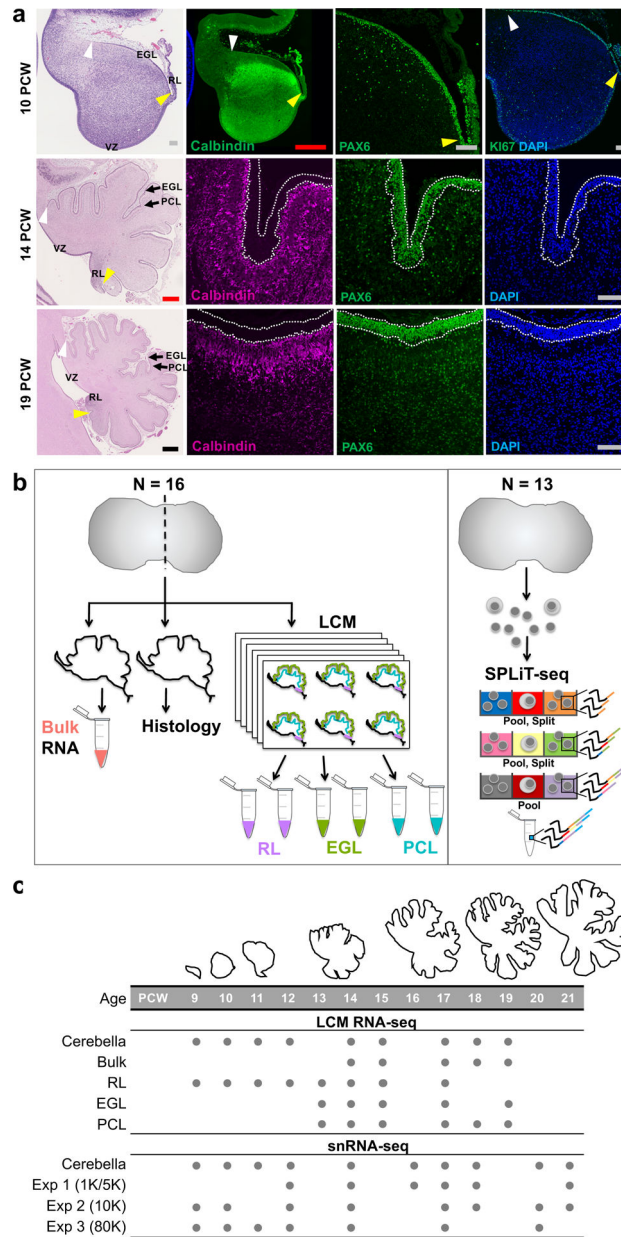 a
10 PCW
EGL
RL
VZ
Calbindin
PAX6
KI67 DAPI
14 PCW
EGL
PCL
VZ
RL
Calbindin
PAX6
DAPI
19 PCW
EGL
PCL
VZ
RL
Calbindin
PAX6
DAPI
b
N = 16
N = 13
LCM
SPLiT-seq
Bulk
RNA
Histology
Pool, Split
Pool, Split
Pool
RL EGL PCL
c
Age PCW 9 10 11 12 13 14 15 16 17 18 19 20 21
LCM RNA-seq
Cerebella
Bulk
RL
EGL
PCL
snRNA-seq
Cerebella
Exp 1 (1K/5K)
Exp 2 (10K)
Exp 3 (80K)